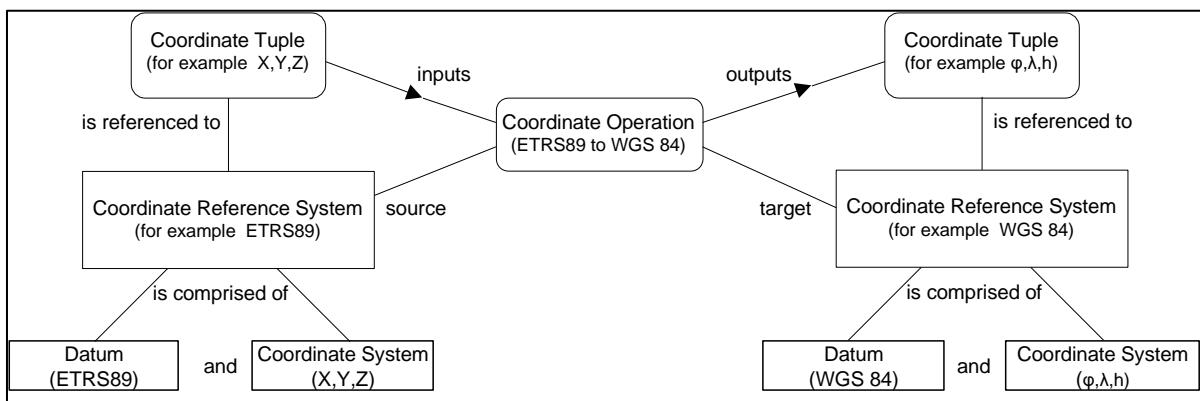 Coordinate Tuple
(for example X,Y,Z)
inputs
outputs
Coordinate Tuple
(for example φ,λ,h)
is referenced to
Coordinate Operation
(ETRS89 to WGS 84)
is referenced to
Coordinate Reference System
(for example ETRS89)
source
target
Coordinate Reference System
(for example WGS 84)
is comprised of
is comprised of
Datum
(ETRS89)
and
Coordinate System
(X,Y,Z)
Datum
(WGS 84)
and
Coordinate System
(φ,λ,h)